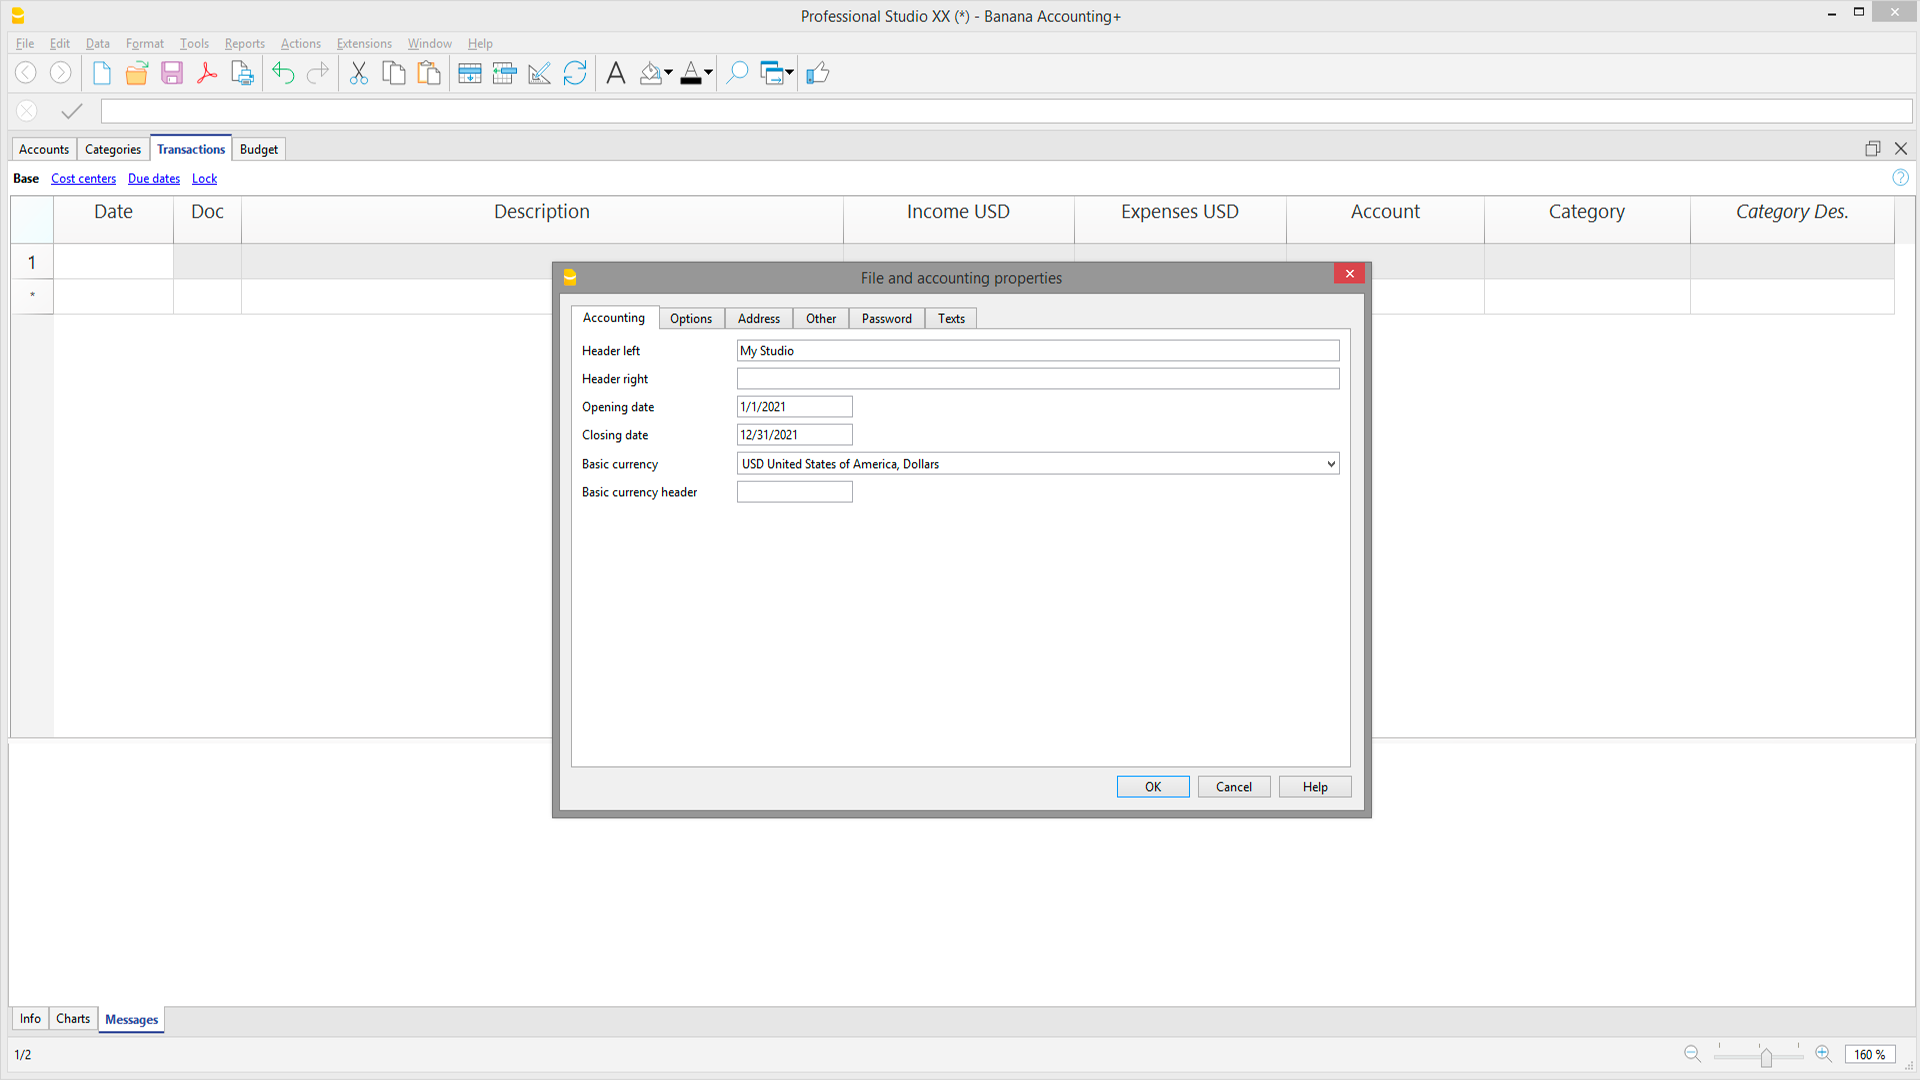 Professional Studio XX (*) - Banana Accounting+
File Edit Data Format Tools Reports Actions Extensions Window Help
Accounts Categories Transactions Budget
Base Cost centers Due dates Lock
Date Doc Description Income USD Expenses USD Account Category Category Des.
1
*
File and accounting properties
Accounting Options Address Other Password Texts
Header left My Studio
Header right
Opening date 1/1/2021
Closing date 12/31/2021
Basic currency USD United States of America, Dollars
Basic currency header
OK Cancel Help
Info Charts Messages
1/2 160 %